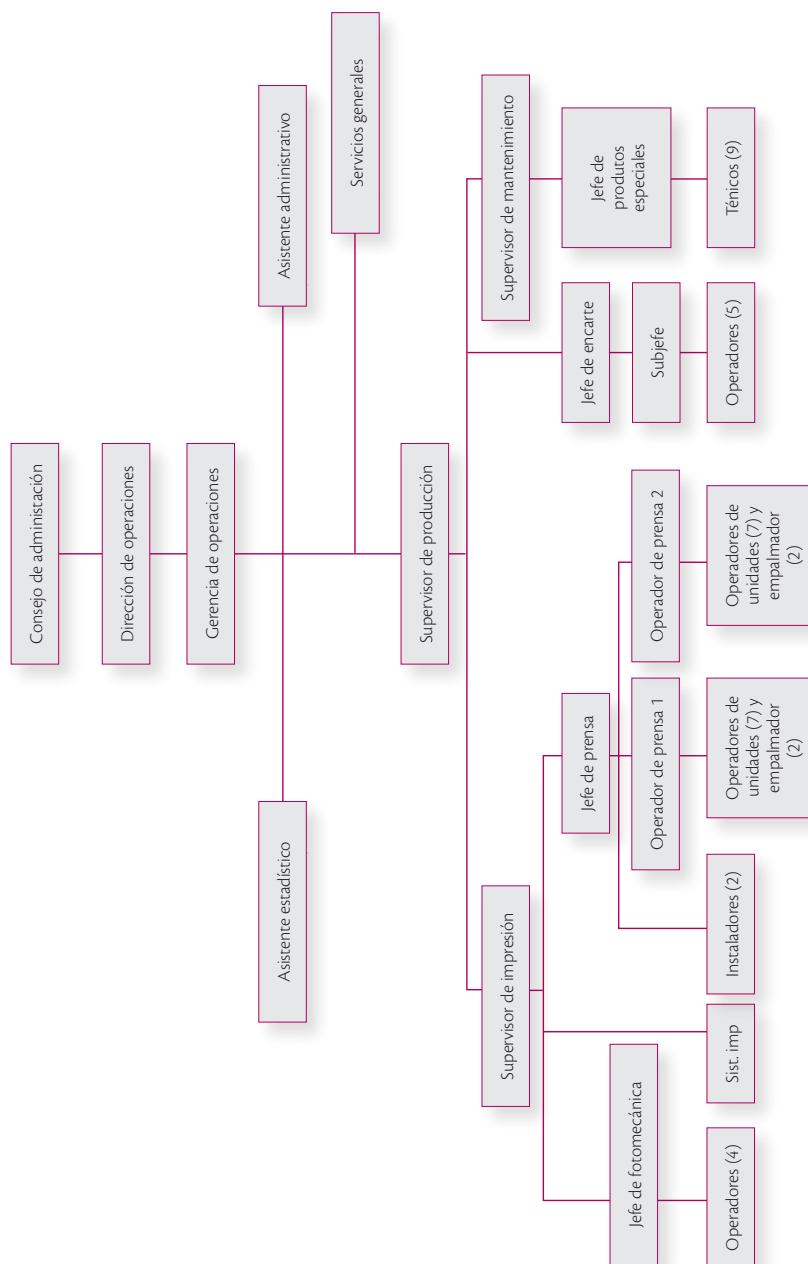 Consejo de administación
Dirección de operaciones
Gerencia de operaciones
Asistente estadístico
Asistente administrativo
Servicios generales
Supervisor de producción
Supervisor de impresión
Supervisor de mantenimiento
Jefe de fotomecánica
Operadores (4)
Sist. imp
Jefe de prensa
Instaladores (2)
Operador de prensa 1
Operadores de
unidades (7) y
empalmador
(2)
Operador de prensa 2
Operadores de
unidades (7) y
empalmador
(2)
Jefe de encarte
Subjefe
Operadores (5)
Jefe de
produtos
especiales
Ténicos (9)